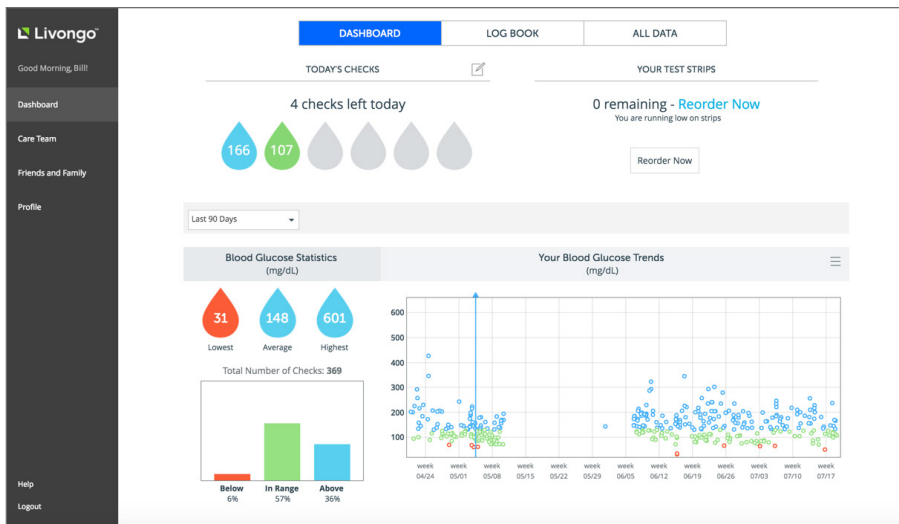 Livongo
Good Morning, Bill!
Dashboard
Care Team
Friends and Family
Profile
Help
Logout
DASHBOARD
LOG BOOK
ALL DATA
TODAY'S CHECKS
4 checks left today
166
107
YOUR TEST STRIPS
0 remaining - Reorder Now
You are running low on strips
Reorder Now
Last 90 Days
Blood Glucose Statistics
(mg/dL)
31
148
601
Lowest
Average
Highest
Total Number of Checks: 369
Below
In Range
Above
6%
57%
36%
Your Blood Glucose Trends
(mg/dL)
600
500
400
300
200
100
week
week
week
week
week
week
week
week
week
week
week
week
week
04/24
05/01
05/08
05/15
05/22
05/29
06/05
06/12
06/19
06/26
07/03
07/10
07/17